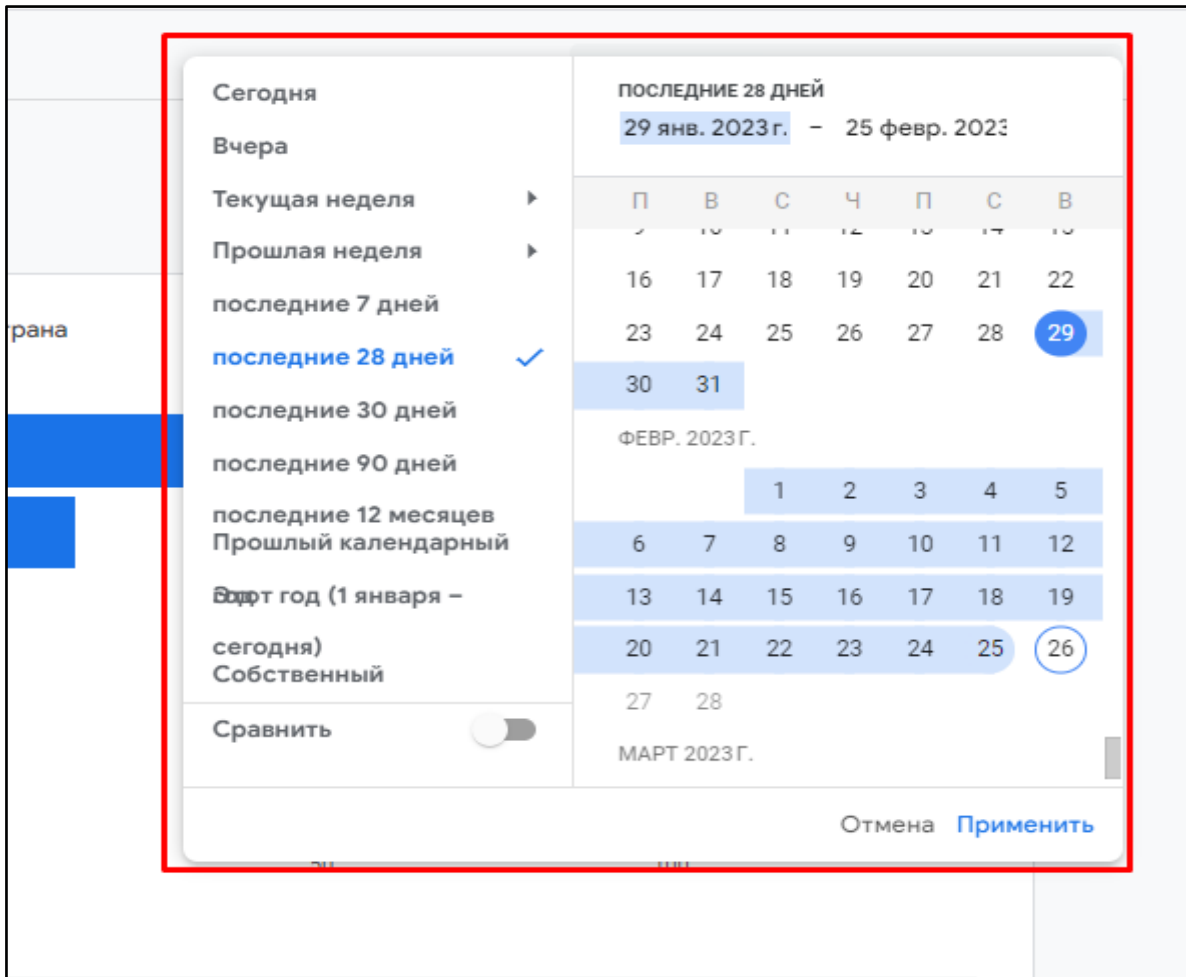 Сегодня
Вчера
Текущая неделя
Прошлая неделя
последние 7 дней
последние 28 дней
последние 30 дней
последние 90 дней
последние 12 месяцев
Прошлый календарный
год (1 января –
сегодня)
Собственный
Сравнить
ПОСЛЕДНИЕ 28 ДНЕЙ
29 янв. 2023 г. – 25 февр. 2023
П В С Ч П С В
16 17 18 19 20 21 22
23 24 25 26 27 28 29
30 31
ФЕВР. 2023 Г.
1 2 3 4 5
6 7 8 9 10 11 12
13 14 15 16 17 18 19
20 21 22 23 24 25 26
27 28
МАРТ 2023 Г.
Отмена Применить
рана